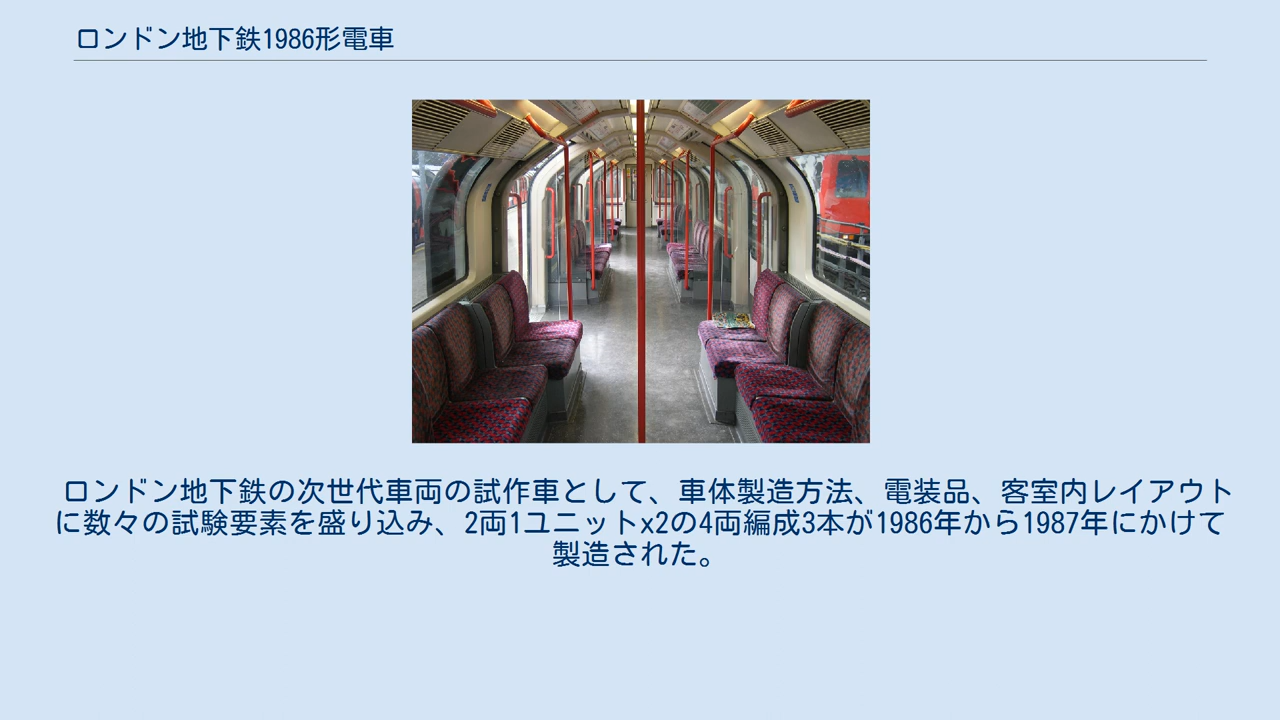 ロンドン地下鉄1986形電車
ロンドン地下鉄の次世代車両の試作車として、車体製造方法、電装品、客室内レイアウト
に数々の試験要素を盛り込み、2両1ユニットx2の4両編成3本が1986年から1987年にかけて
製造された。